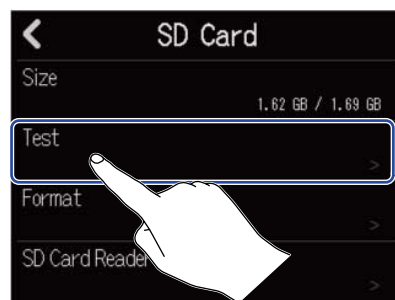 SD Card
Size
1.62 GB / 1.69 GB
Test
Format
SD Card Reader